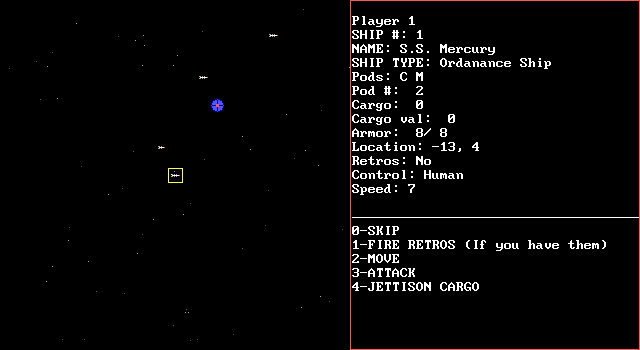 Player 1
SHIP #: 1
NAME: S.S. Mercury
SHIP TYPE: Ordanance Ship
Pods: C M
Pod #:  2
Cargo:  0
Cargo val:  0
Armor:  8/ 8
Location: -13, 4
Retros: No
Control: Human
Speed: 7
0-SKIP
1-FIRE RETROS (If you have them)
2-MOVE
3-ATTACK
4-JETTISON CARGO